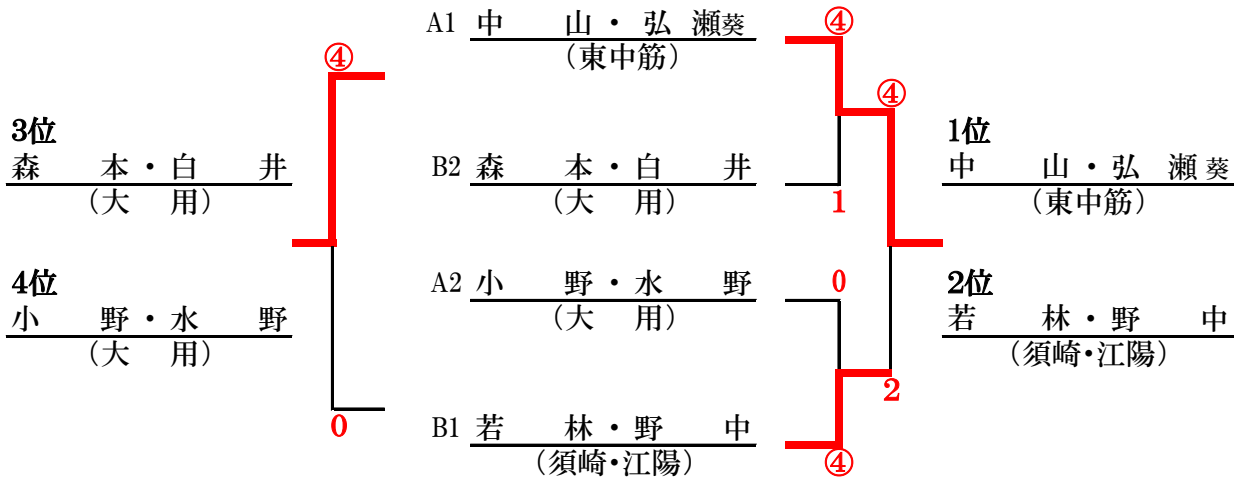 ④
3位
森 本・白 井
(大 用)
4位
小 野・水 野
(大 用)
0
A1 中 山・弘 瀬葵
(東中筋)
B2 森 本・白 井
(大 用)
A2 小 野・水 野
(大 用)
B1 若 林・野 中
(須崎・江陽)
④
④
1
0
2
④
1位
中 山・弘 瀬葵
(東中筋)
2位
若 林・野 中
(須崎・江陽)